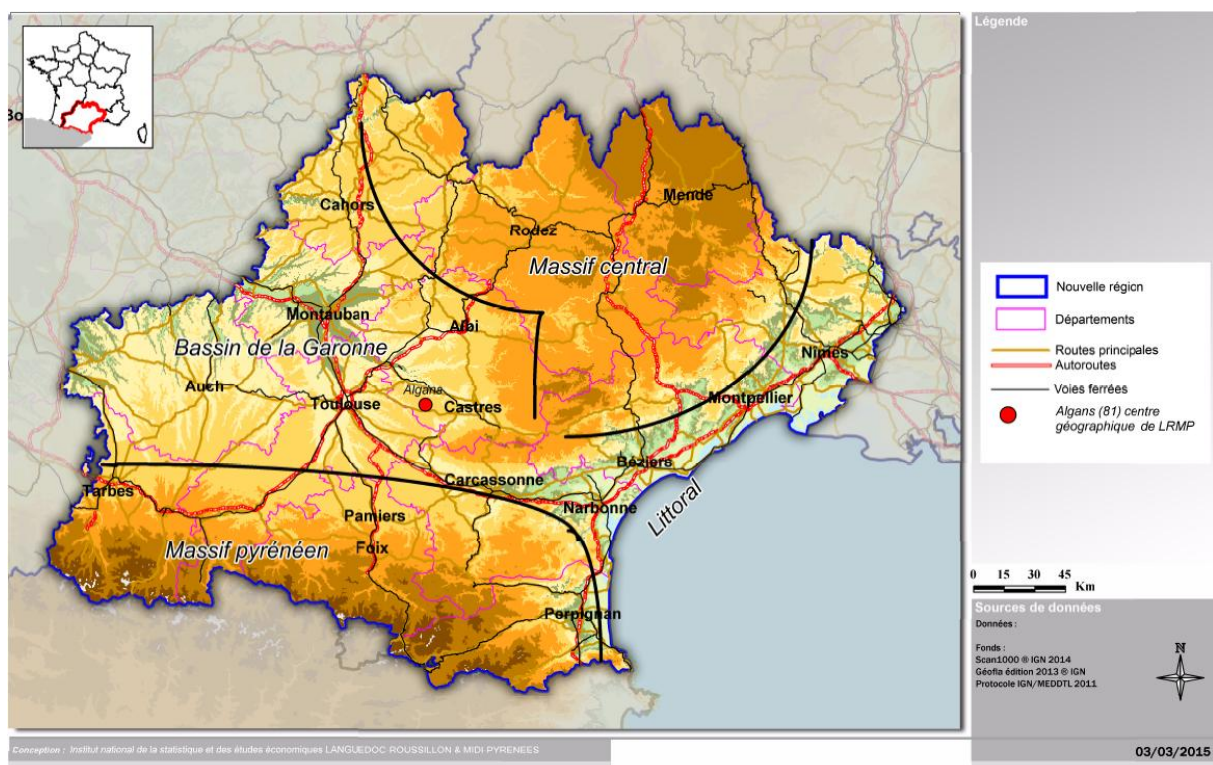 Bo
Cahors
Rodez
Mende
Massif central
Montauban
Albi
Bassin de la Garonne
Nîmes
Auch
Algans
Toulouse
Castres
Montpellier
Béziers
Carcassonne
Tarbes
Narbonne
Littoral
Pamiers
Massif pyrénéen
Foix
Perpignan
Légende
Nouvelle région
Départements
Routes principales
Autoroutes
Voies ferrées
Algans (81) centre
géographique de LRMP
0 15 30 45
Km
Sources de données
Données :
Fonds :
Scan1000 ® IGN 2014
Géofla édition 2013 ® IGN
Protocole IGN/MEDDTL 2011
N
Conception : Institut national de la statistique et des études économiques LANGUEDOC ROUSSILLON & MIDI PYRENEES
03/03/2015